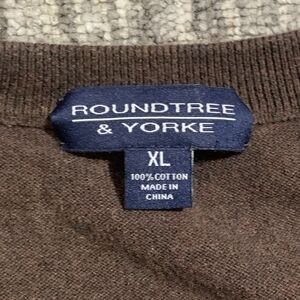 ROUNDTREE
& YORKE
XL
100% COTTON
MADE IN
CHINA